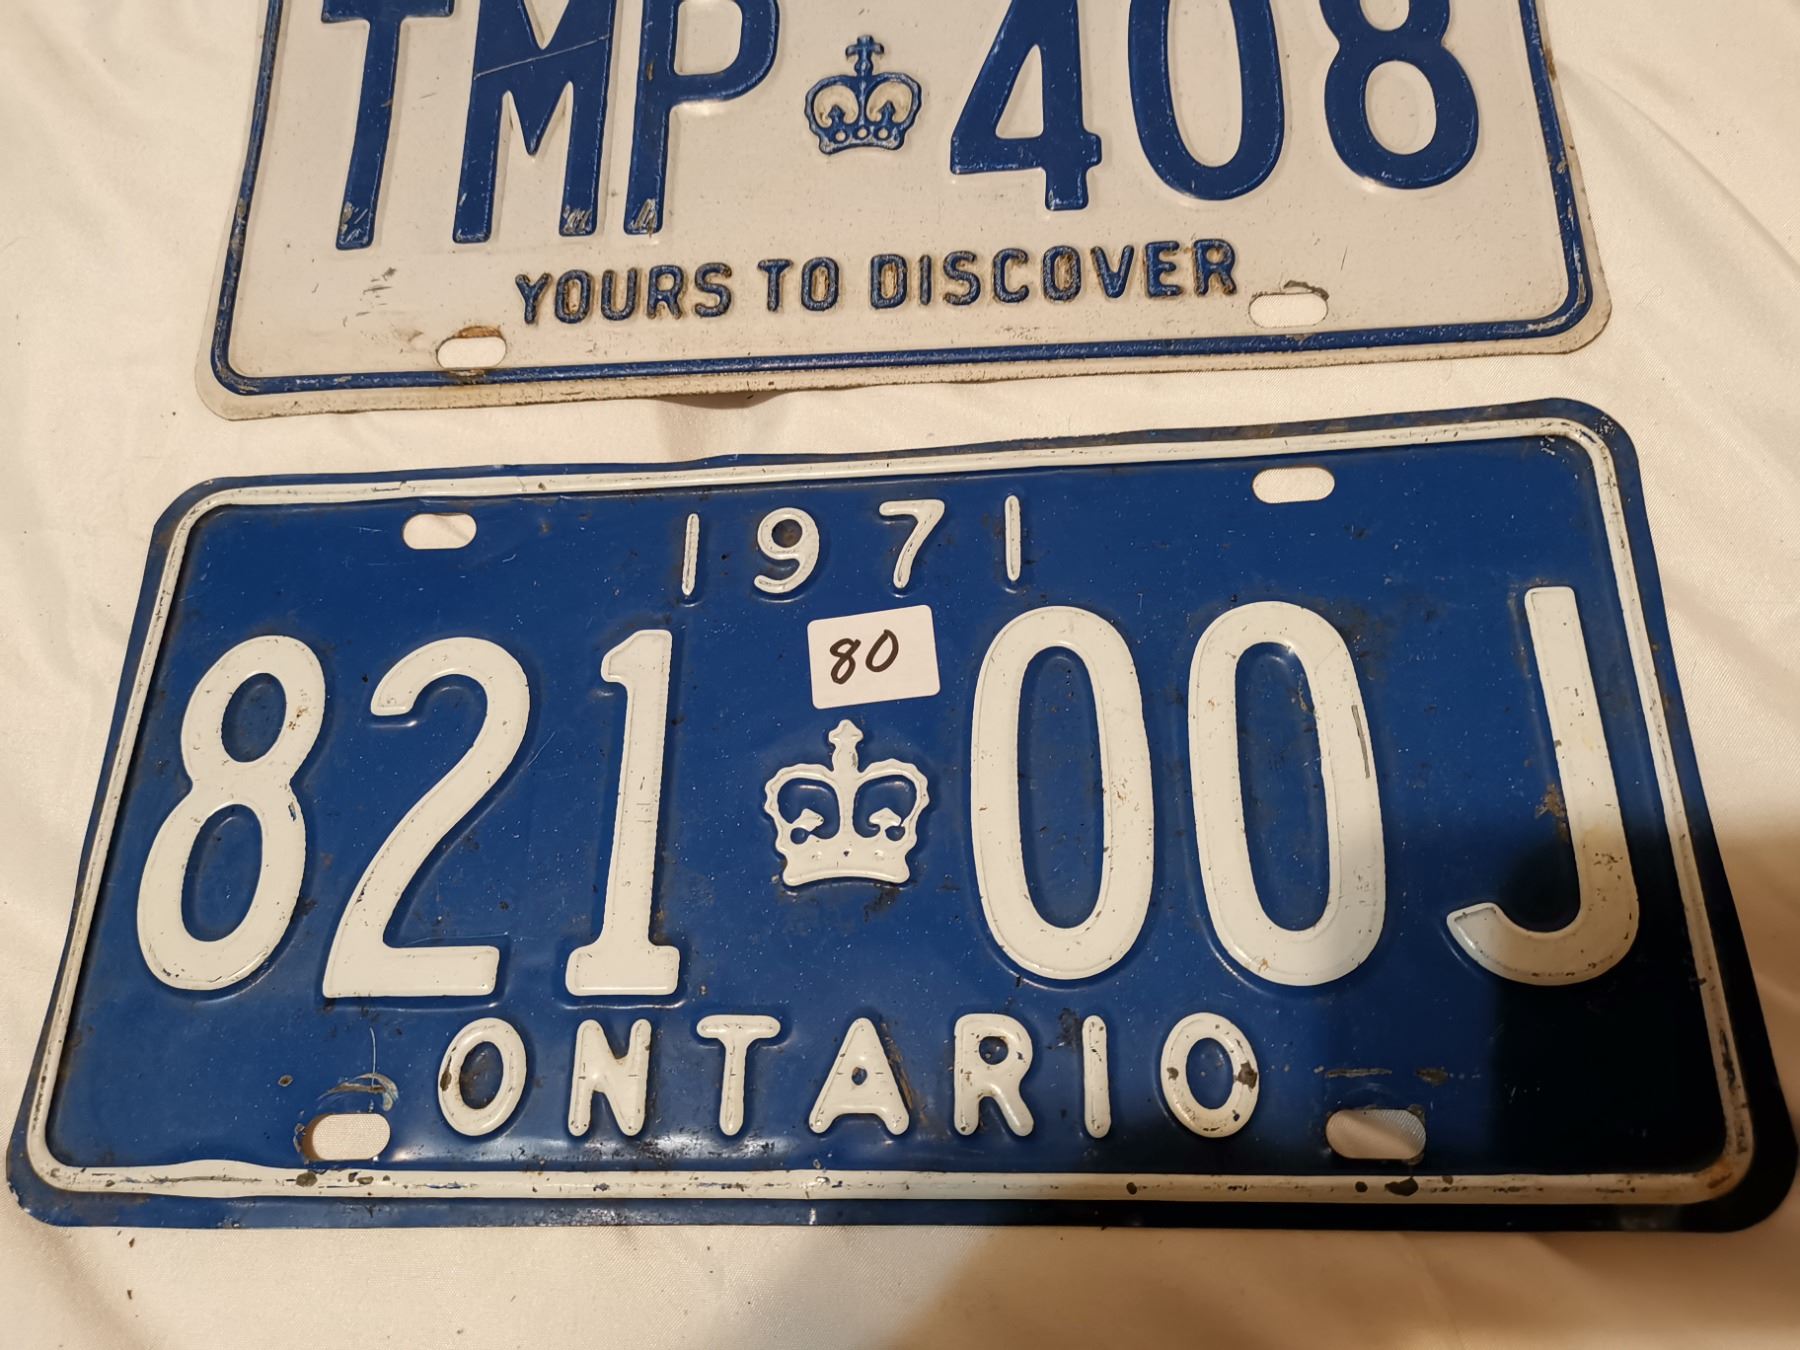 TMP 408
YOURS TO DISCOVER
1971
80
821 00J
ONTARIO